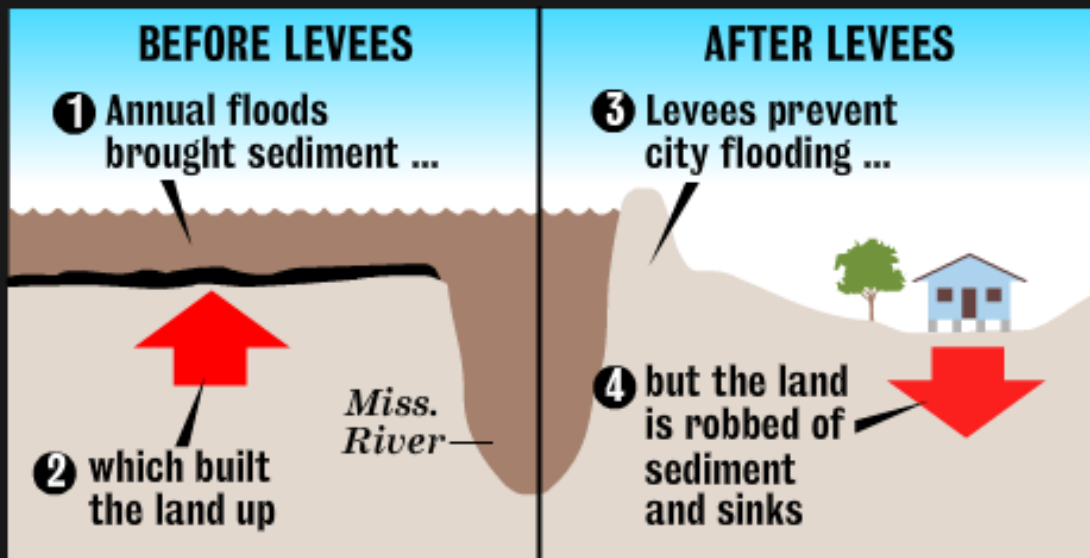 BEFORE LEVEES
1 Annual floods
brought sediment ...
2 which built
the land up
Miss.
River
AFTER LEVEES
3 Levees prevent
city flooding ...
4 but the land
is robbed of
sediment
and sinks